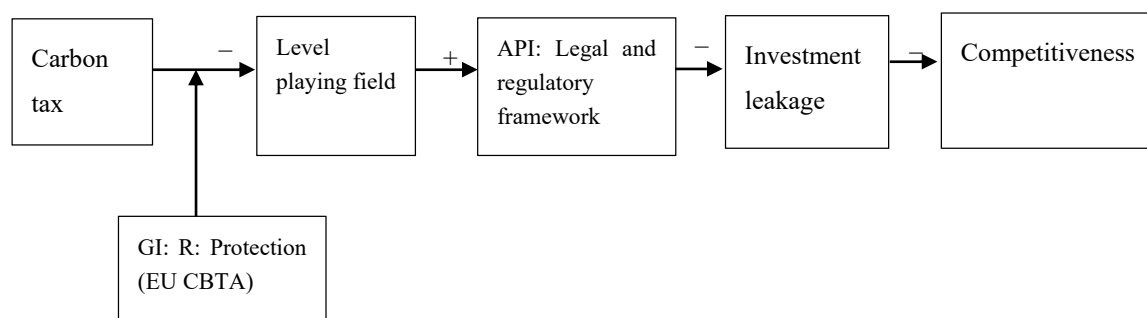 Carbon
tax
–
Level
playing field
+
API: Legal and
regulatory
framework
–
Investment
leakage
–
Competitiveness
GI: R: Protection
(EU CBTA)